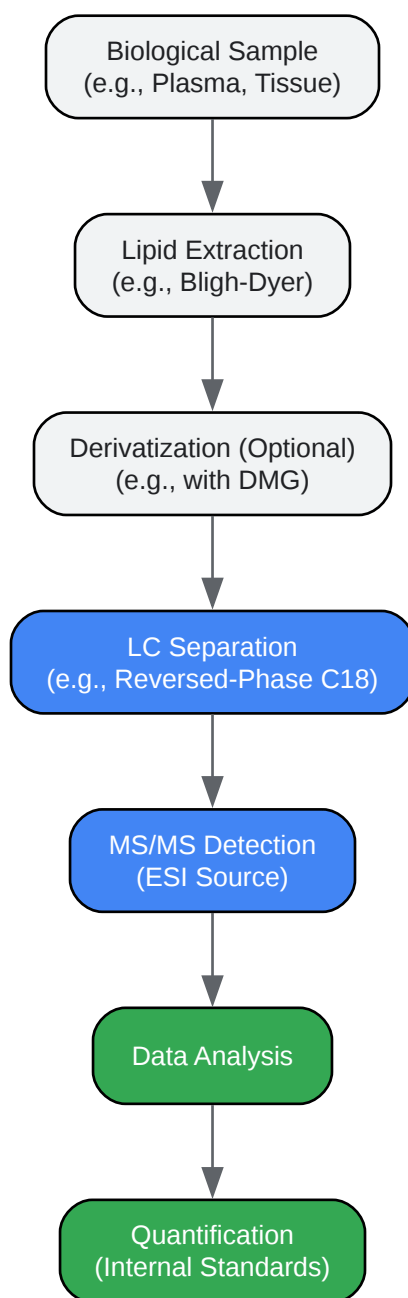 Biological Sample
(e.g., Plasma, Tissue)
Lipid Extraction
(e.g., Bligh-Dyer)
Derivatization (Optional)
(e.g., with DMG)
LC Separation
(e.g., Reversed-Phase C18)
MS/MS Detection
(ESI Source)
Data Analysis
Quantification
(Internal Standards)